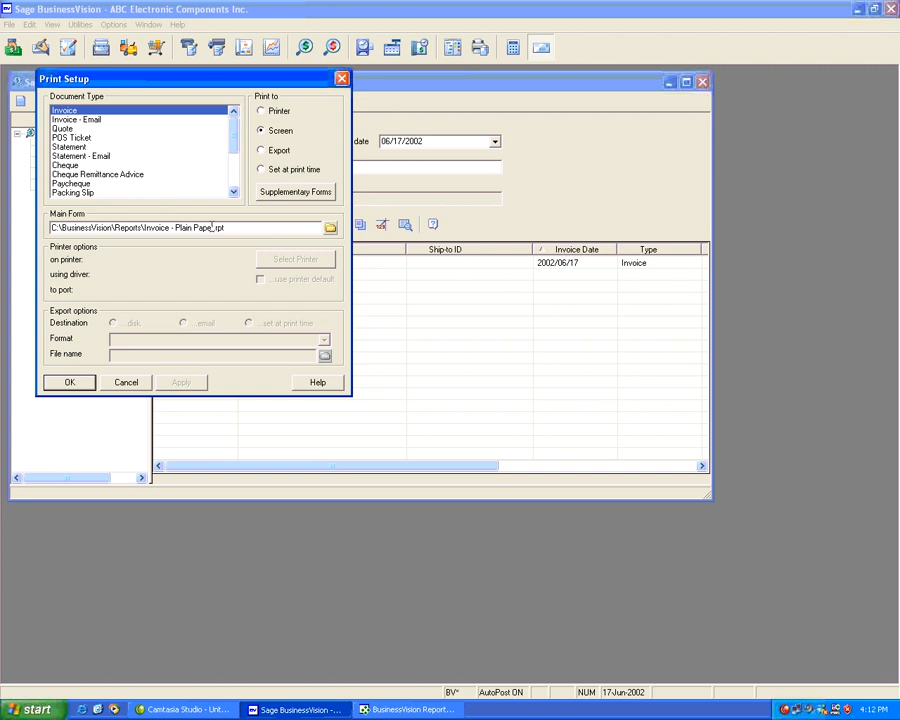 Sage BusinessVision - ABC Electronic Components Inc.
File Edit View Utilities Options Window Help
Print Setup
Document Type
Invoice
Invoice - Email
Quote
POS Ticket
Statement
Statement - Email
Cheque
Cheque Remittance Advice
Paycheque
Packing Slip
Print to
Printer
Screen
Export
Set at print time
Supplementary Forms
Main Form
C:\BusinessVision\Reports\Invoice - Plain Paper.rpt
Printer options
on printer:
Select Printer
using driver:
...use printer default
to port:
Export options
Destination ...disk ...email ...set at print time
Format
File name
OK Cancel Apply Help
date 06/17/2002
Ship-to ID Invoice Date Type
2002/06/17 Invoice
BV* AutoPost ON NUM 17-Jun-2002
start Camtasia Studio - Unt... Sage BusinessVision -... BusinessVision Report... 4:12 PM